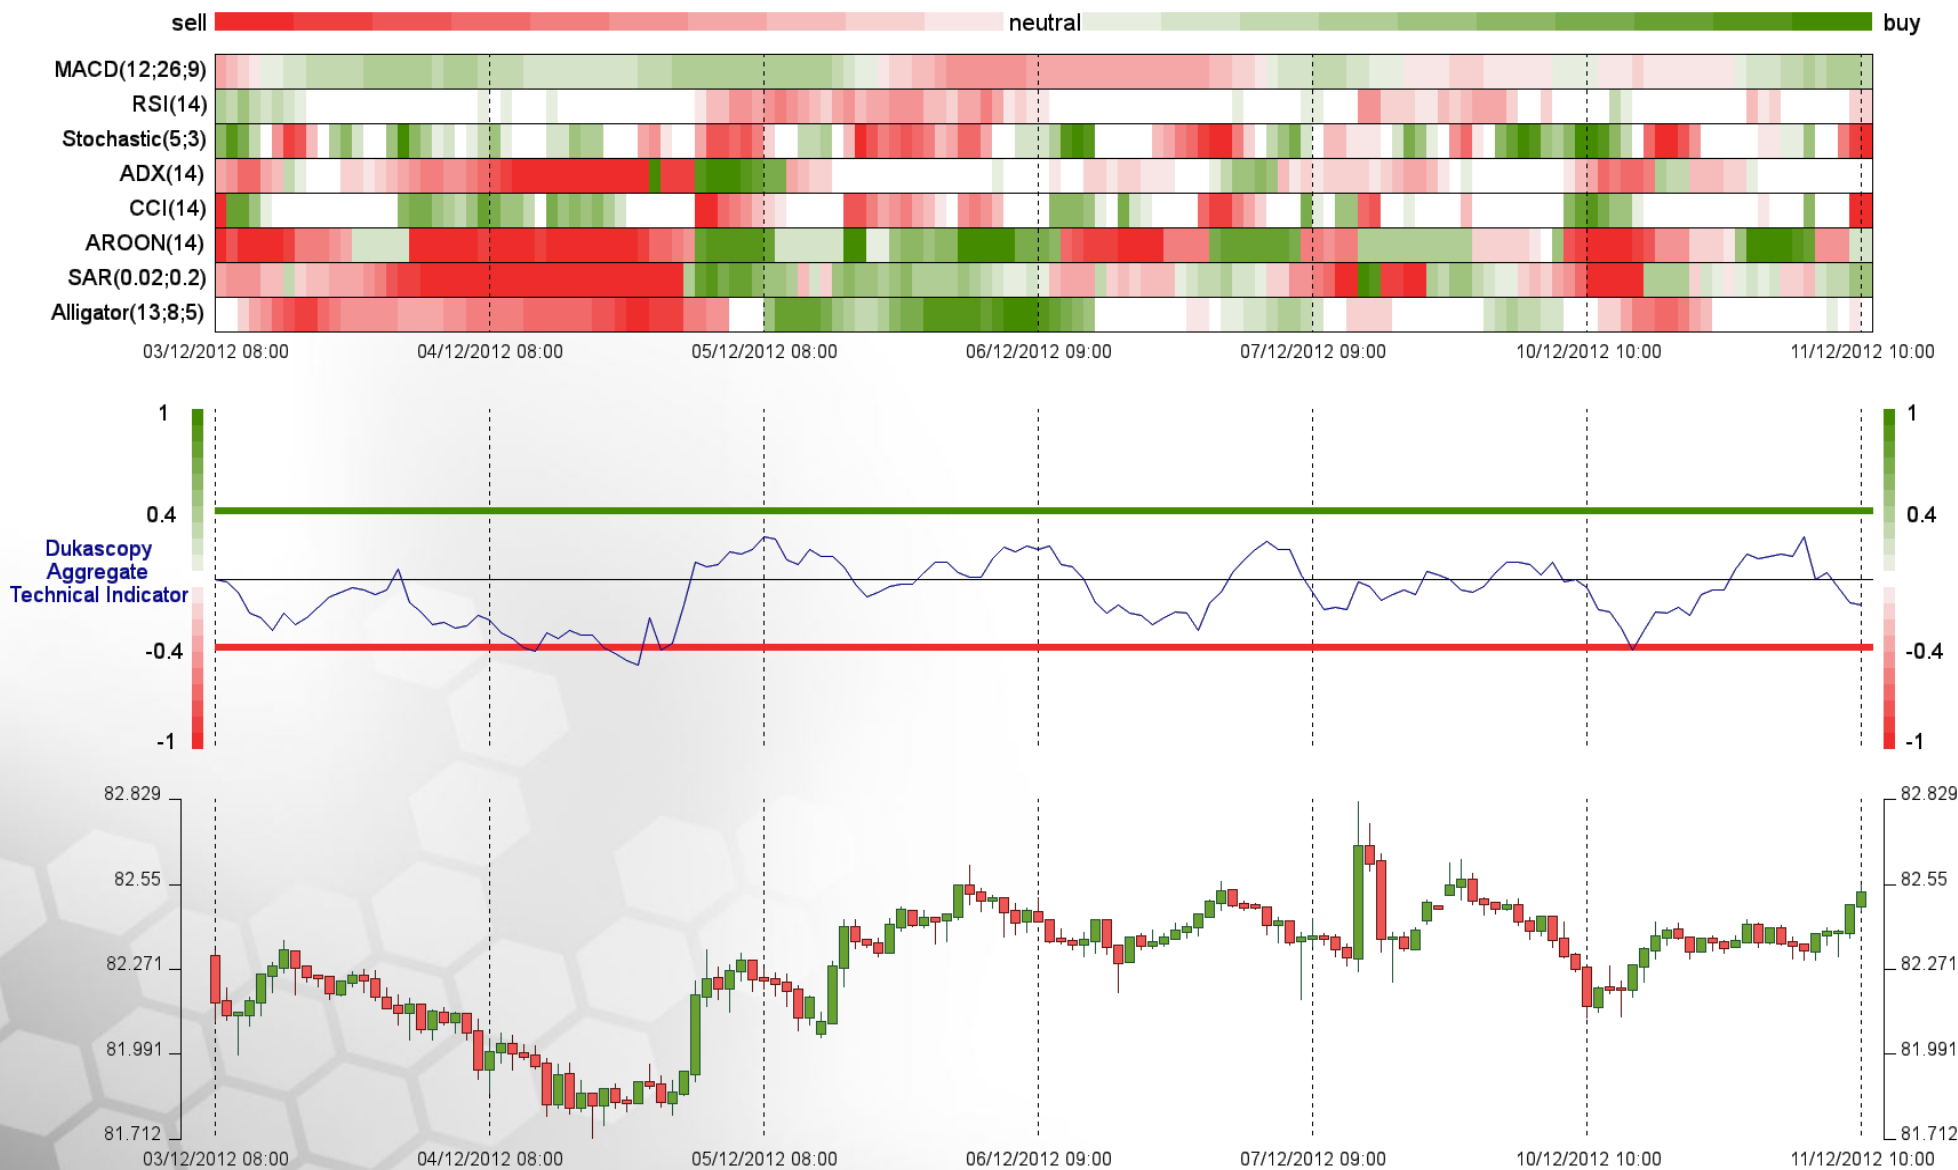 sell neutral buy
MACD(12;26;9)
RSI(14)
Stochastic(5;3)
ADX(14)
CCI(14)
AROON(14)
SAR(0.02;0.2)
Alligator(13;8;5)
03/12/2012 08:00 04/12/2012 08:00 05/12/2012 08:00 06/12/2012 09:00 07/12/2012 09:00 10/12/2012 10:00 11/12/2012 10:00
1 1
0.4 0.4
Dukascopy
Aggregate
Technical Indicator
-0.4 -0.4
-1 -1
82.829 82.829
82.55 82.55
82.271 82.271
81.991 81.991
81.712 81.712
03/12/2012 08:00 04/12/2012 08:00 05/12/2012 08:00 06/12/2012 09:00 07/12/2012 09:00 10/12/2012 10:00 11/12/2012 10:00